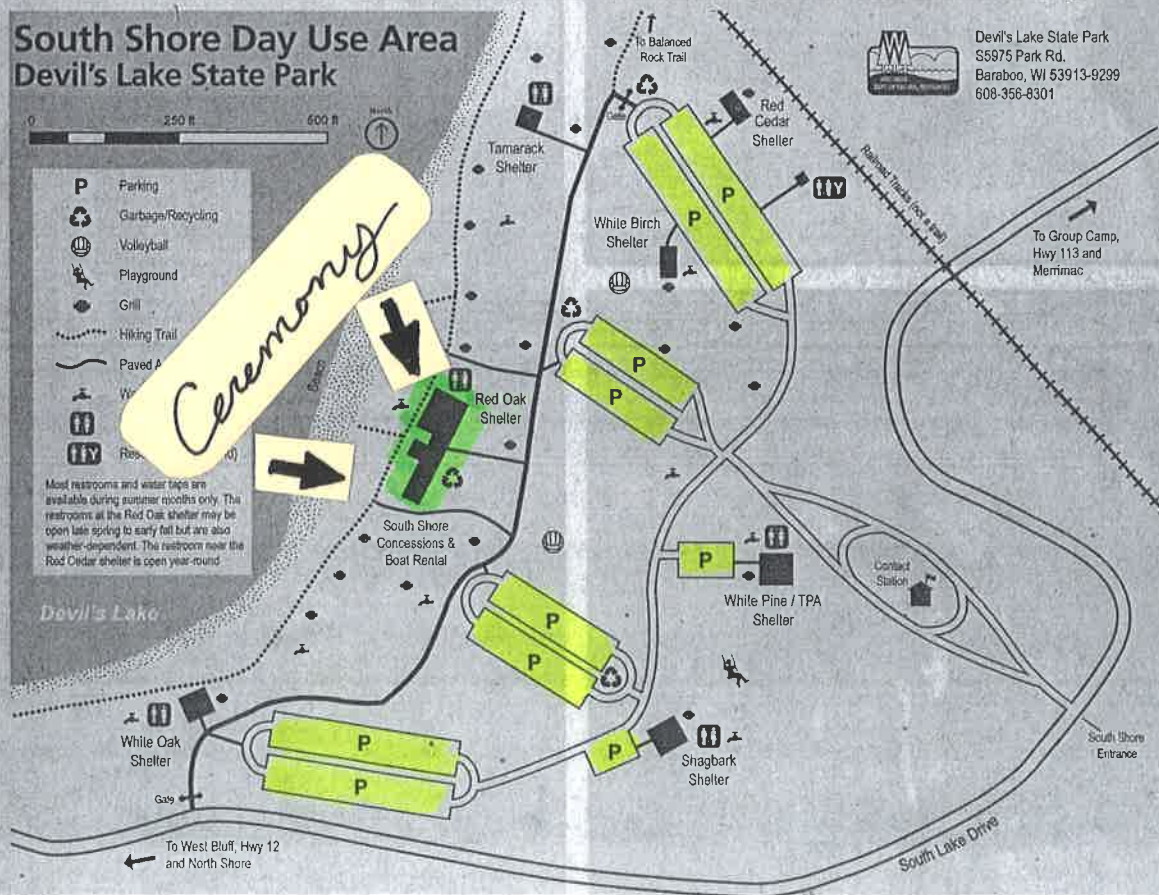 South Shore Day Use Area
Devil's Lake State Park
0 250 ft 500 ft
North
P Parking
Garbage/Recycling
Volleyball
Playground
Grill
Hiking Trail
Paved
Y
Most restrooms and water taps are
available during summer months only. The
restrooms at the Red Oak shelter may be
open late spring to early fall but are also
weather-dependent. The restroom near the
Red Cedar shelter is open year-round
Devil's Lake
Ceremony
To Balanced
Rock Trail
Gate
Tamarack
Shelter
Red
Cedar
Shelter
P
P
Y
White Birch
Shelter
Devil's Lake State Park
S5975 Park Rd.
Baraboo, WI 53913-9299
608-356-8301
Railroad Tracks (not a trail)
To Group Camp,
Hwy 113 and
Merrimac
P
P
Red Oak
Shelter
South Shore
Concessions &
Boat Rental
P
White Pine / TPA
Shelter
Contact
Station
P
P
White Oak
Shelter
P
P
P
Shagbark
Shelter
South Shore
Entrance
Gate
South Lake Drive
To West Bluff, Hwy 12
and North Shore